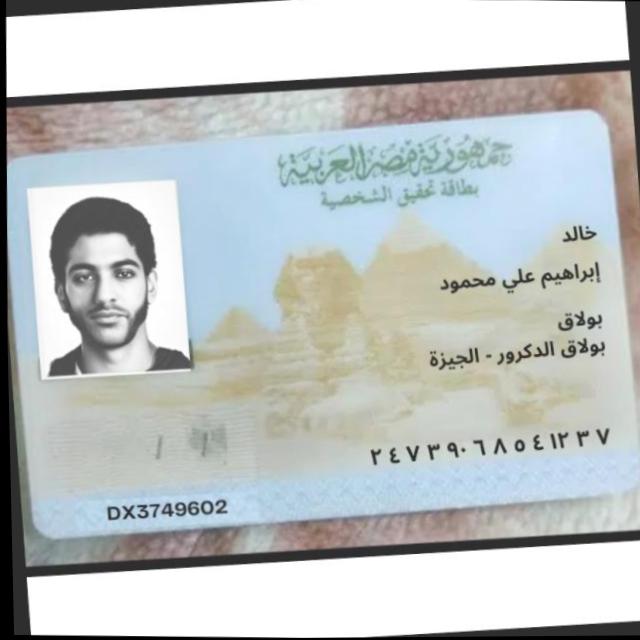 جمهورية مصر العربية
بطاقة تحقيق الشخصية
خالد
إبراهيم علي محمود
بولاق
بولاق الدكرور - الجيزة
٢٤٧٣٩٠٦٨٥٤١٢٣٧
DX3749602